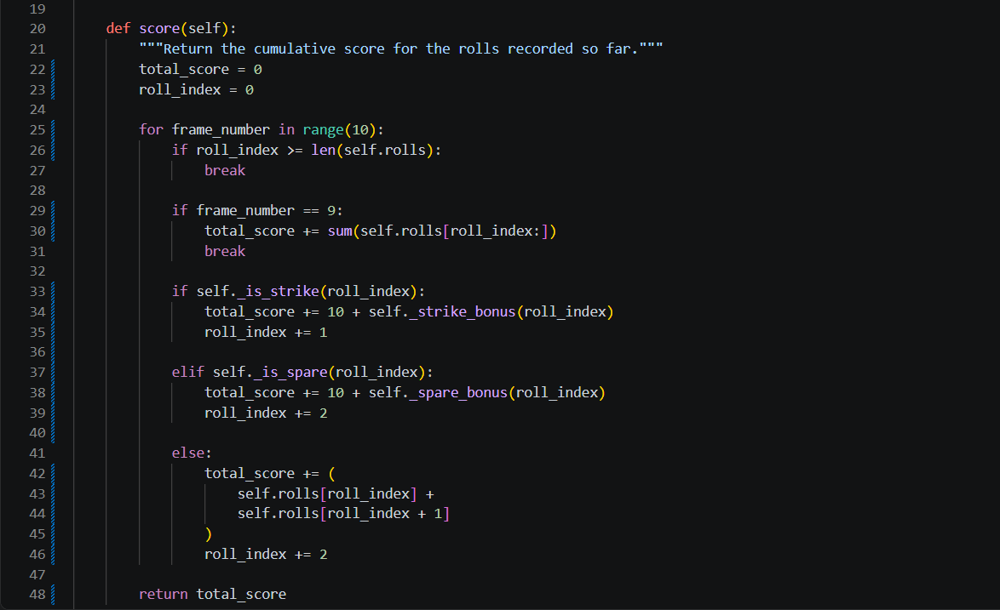 19
20 def score(self):
21 """Return the cumulative score for the rolls recorded so far."""
22 total_score = 0
23 roll_index = 0
24
25 for frame_number in range(10):
26 if roll_index >= len(self.rolls):
27 break
28
29 if frame_number == 9:
30 total_score += sum(self.rolls[roll_index:])
31 break
32
33 if self._is_strike(roll_index):
34 total_score += 10 + self._strike_bonus(roll_index)
35 roll_index += 1
36
37 elif self._is_spare(roll_index):
38 total_score += 10 + self._spare_bonus(roll_index)
39 roll_index += 2
40
41 else:
42 total_score += (
43 self.rolls[roll_index] +
44 self.rolls[roll_index + 1]
45 )
46 roll_index += 2
47
48 return total_score